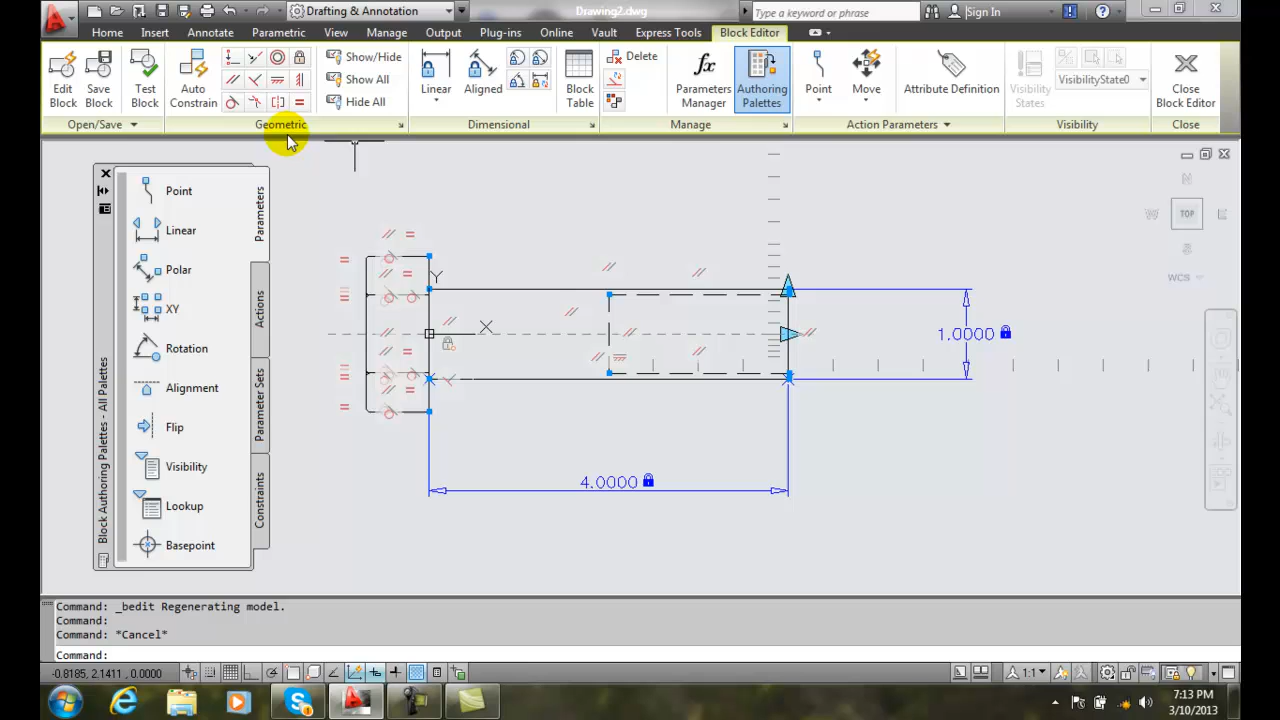 Drafting & Annotation
Drawing2.dwg
Type a keyword or phrase
Sign In
Home Insert Annotate Parametric View Manage Output Plug-ins Online Vault Express Tools Block Editor
Edit Block
Save Block
Test Block
Auto Constrain
Show/Hide
Show All
Hide All
Linear
Aligned
Block Table
Delete
Parameters Manager
Authoring Palettes
Point
Move
Attribute Definition
Visibility States
VisibilityState0
Close Block Editor
Open/Save
Geometric
Dimensional
Manage
Action Parameters
Visibility
Close
Point
Linear
Polar
XY
Rotation
Alignment
Flip
Visibility
Lookup
Basepoint
Parameters
Actions
Parameter Sets
Constraints
Block Authoring Palettes - All Palettes
Y
X
1.0000
4.0000
N
W
TOP
E
S
WCS
Command: _bedit Regenerating model.
Command:
Command: *Cancel*
Command:
-0.8185, 2.1411, 0.0000
1:1
7:13 PM
3/10/2013